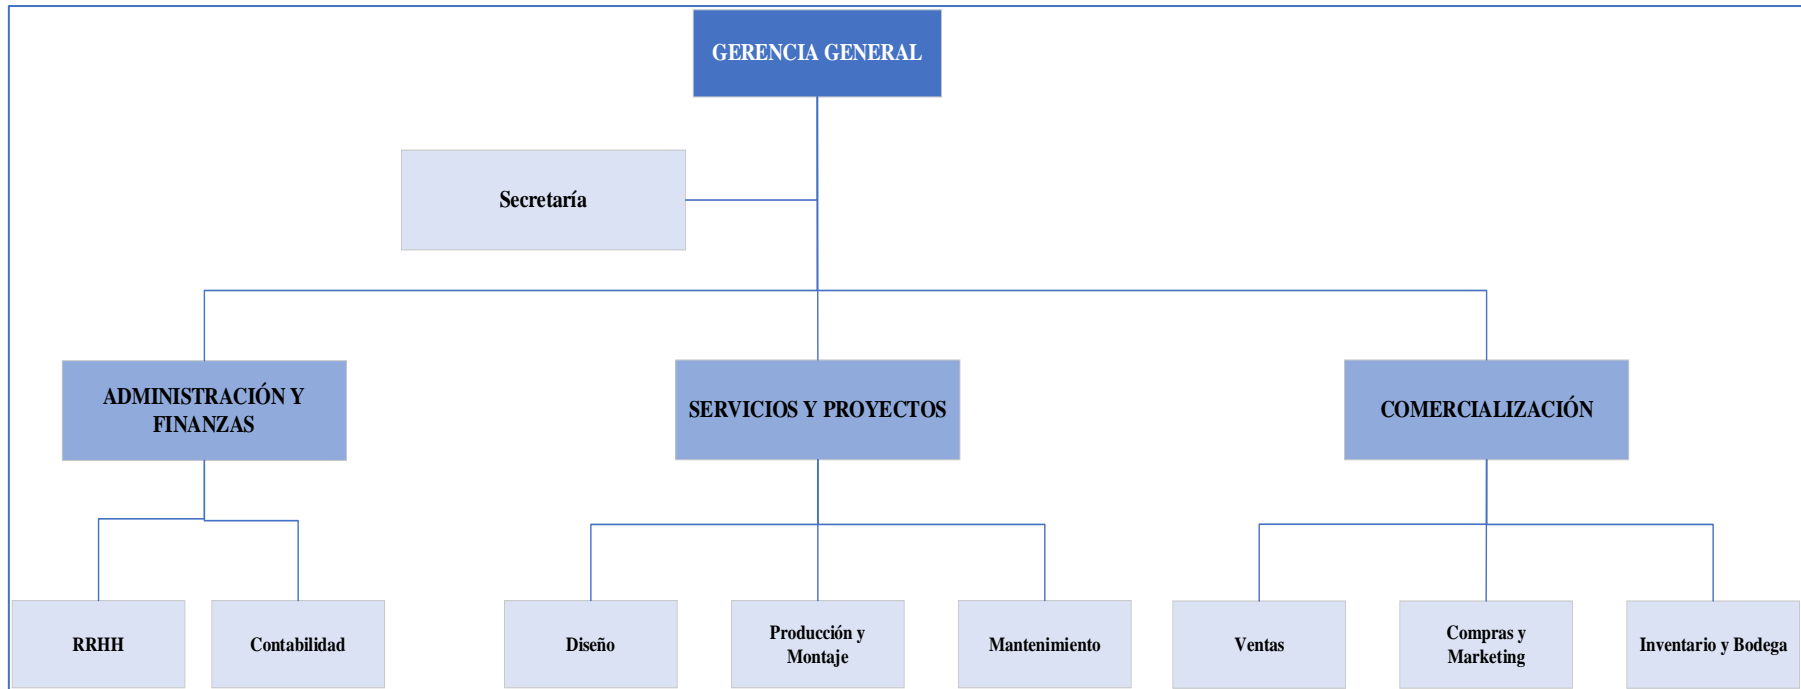 GERENCIA GENERAL
Secretaría
ADMINISTRACIÓN Y
FINANZAS
SERVICIOS Y PROYECTOS
COMERCIALIZACIÓN
RRHH
Contabilidad
Diseño
Producción y
Montaje
Mantenimiento
Ventas
Compras y
Marketing
Inventario y Bodega